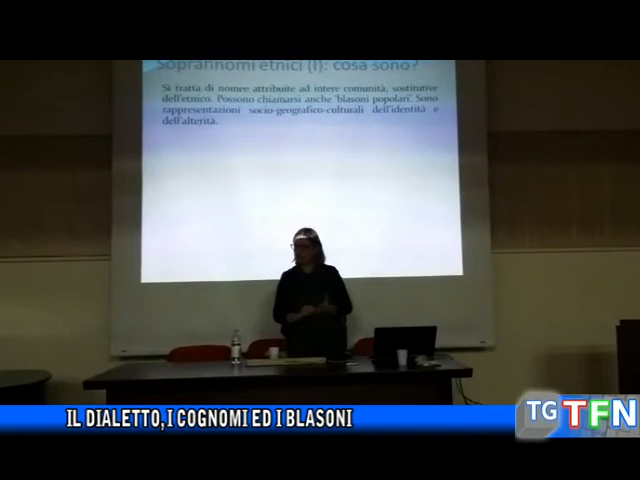 Soprannomi etnici (I): cosa sono?
Si tratta di nomee attribuite ad intere comunità, sostitutive
dell'etnico. Possono chiamarsi anche 'blasoni popolari'. Sono
rappresentazioni socio-geografico-culturali dell'identità e
dell'alterità.
IL DIALETTO, I COGNOMI ED I BLASONI
TG TFN